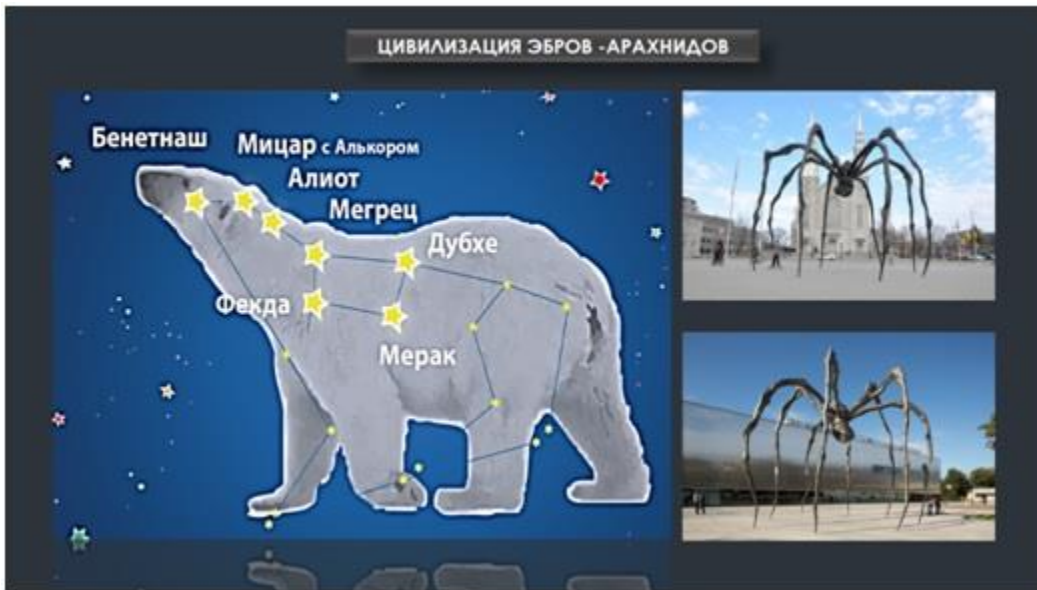 ЦИВИЛИЗАЦИЯ ЭБРОВ -АРАХНИДОВ
Бенетнаш
Мицар с Алькором
Алиот
Мегрец
Дубхе
Фекда
Мерак